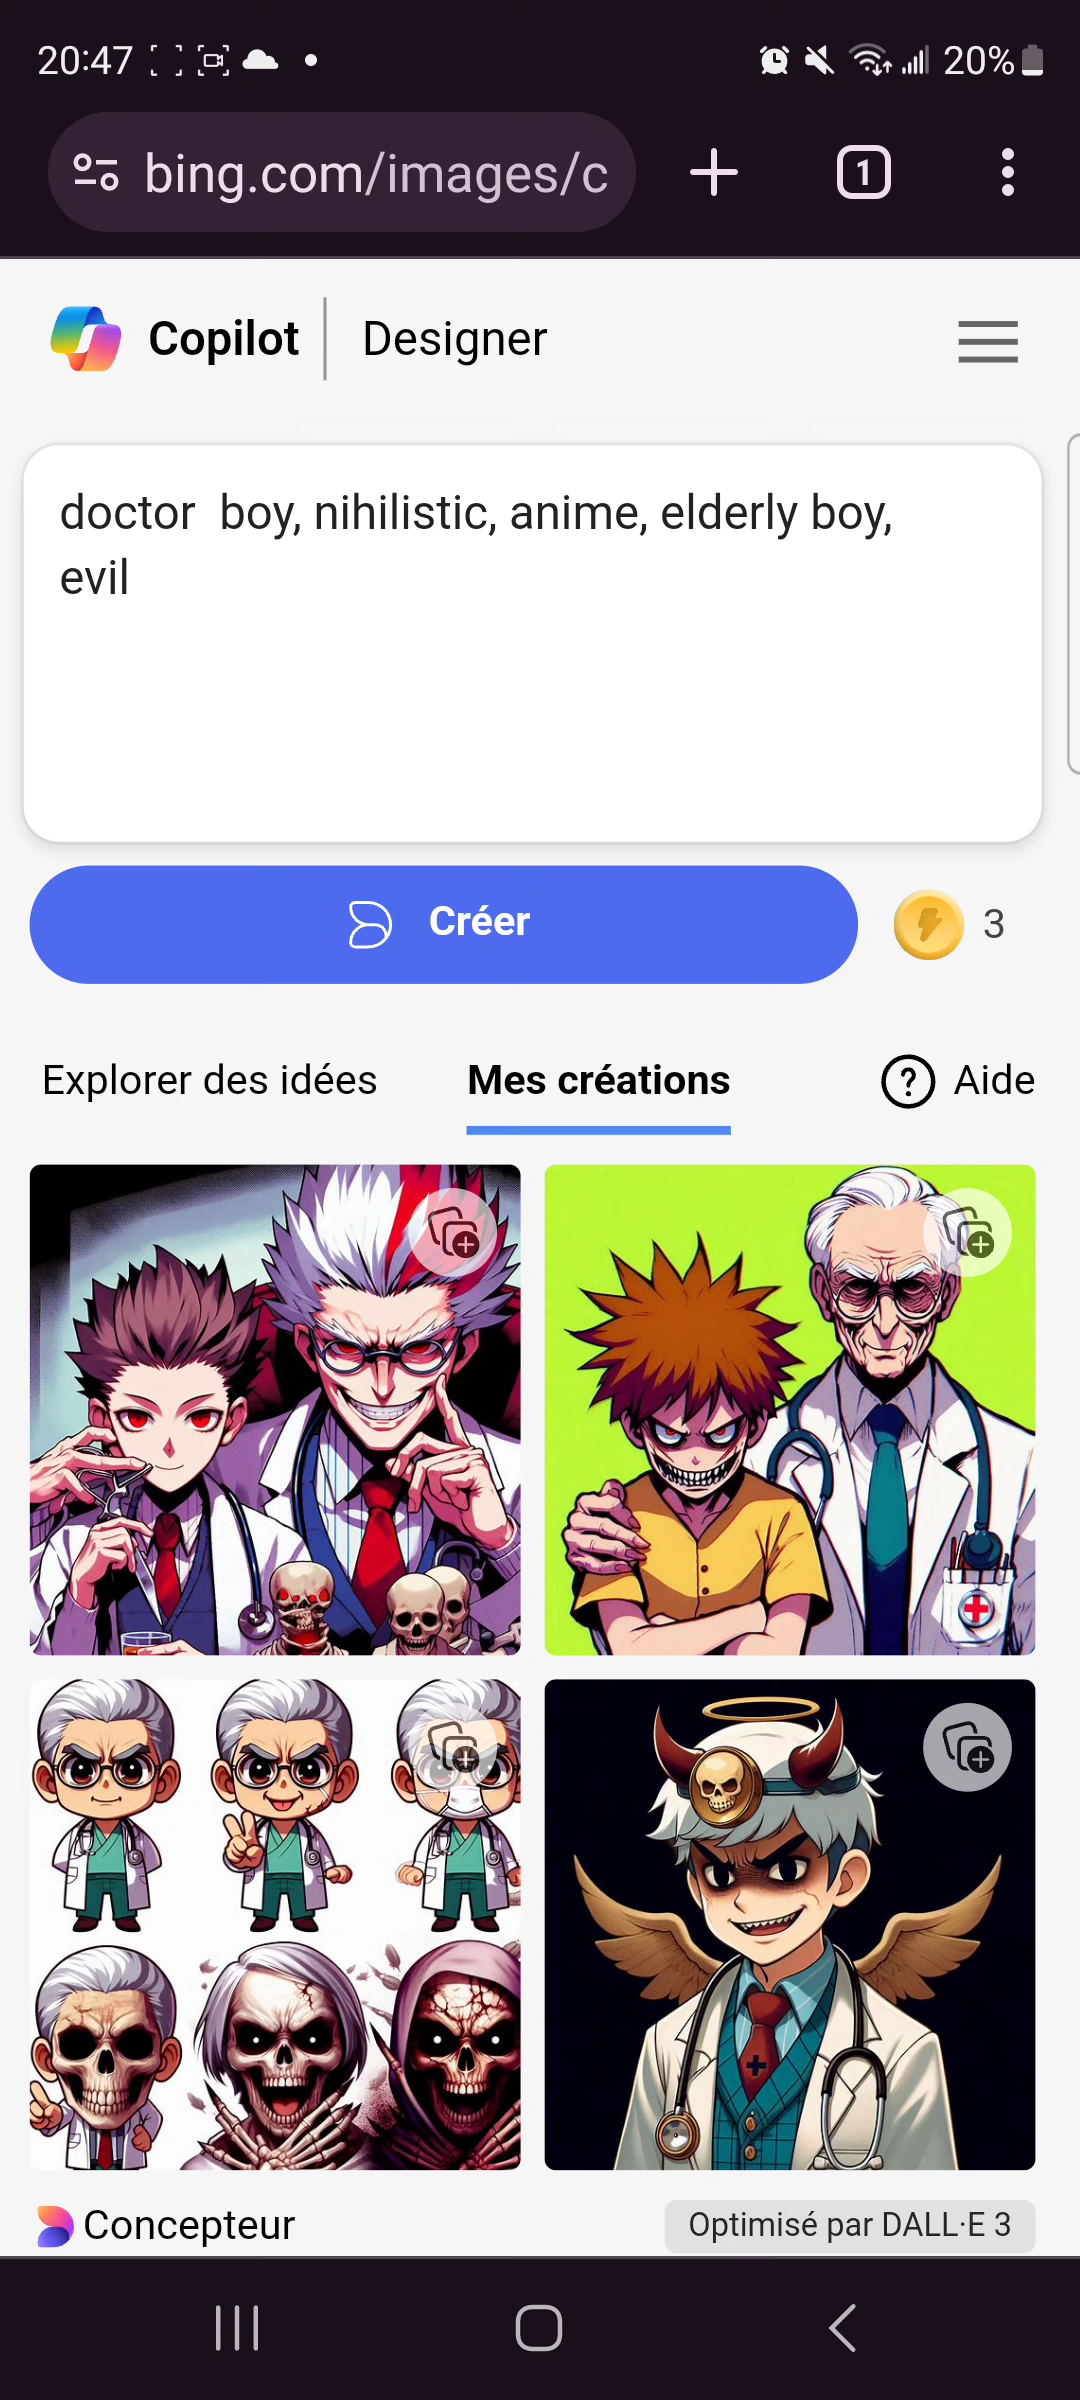 20:47
20%
bing.com/images/c
1
Copilot
Designer
doctor  boy, nihilistic, anime, elderly boy,
evil
Créer
3
Explorer des idées
Mes créations
Aide
Concepteur
Optimisé par DALL·E 3